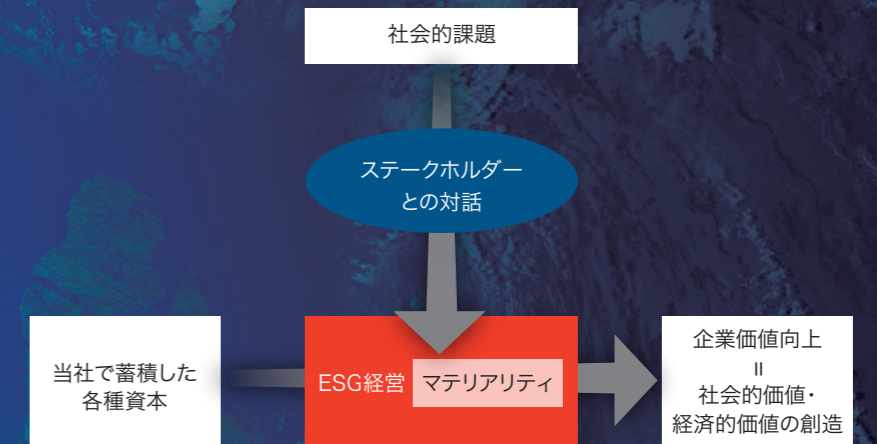 社会的課題
ステークホルダー
との対話
当社で蓄積した
各種資本
ESG経営
マテリアリティ
企業価値向上
=
社会的価値・
経済的価値の創造